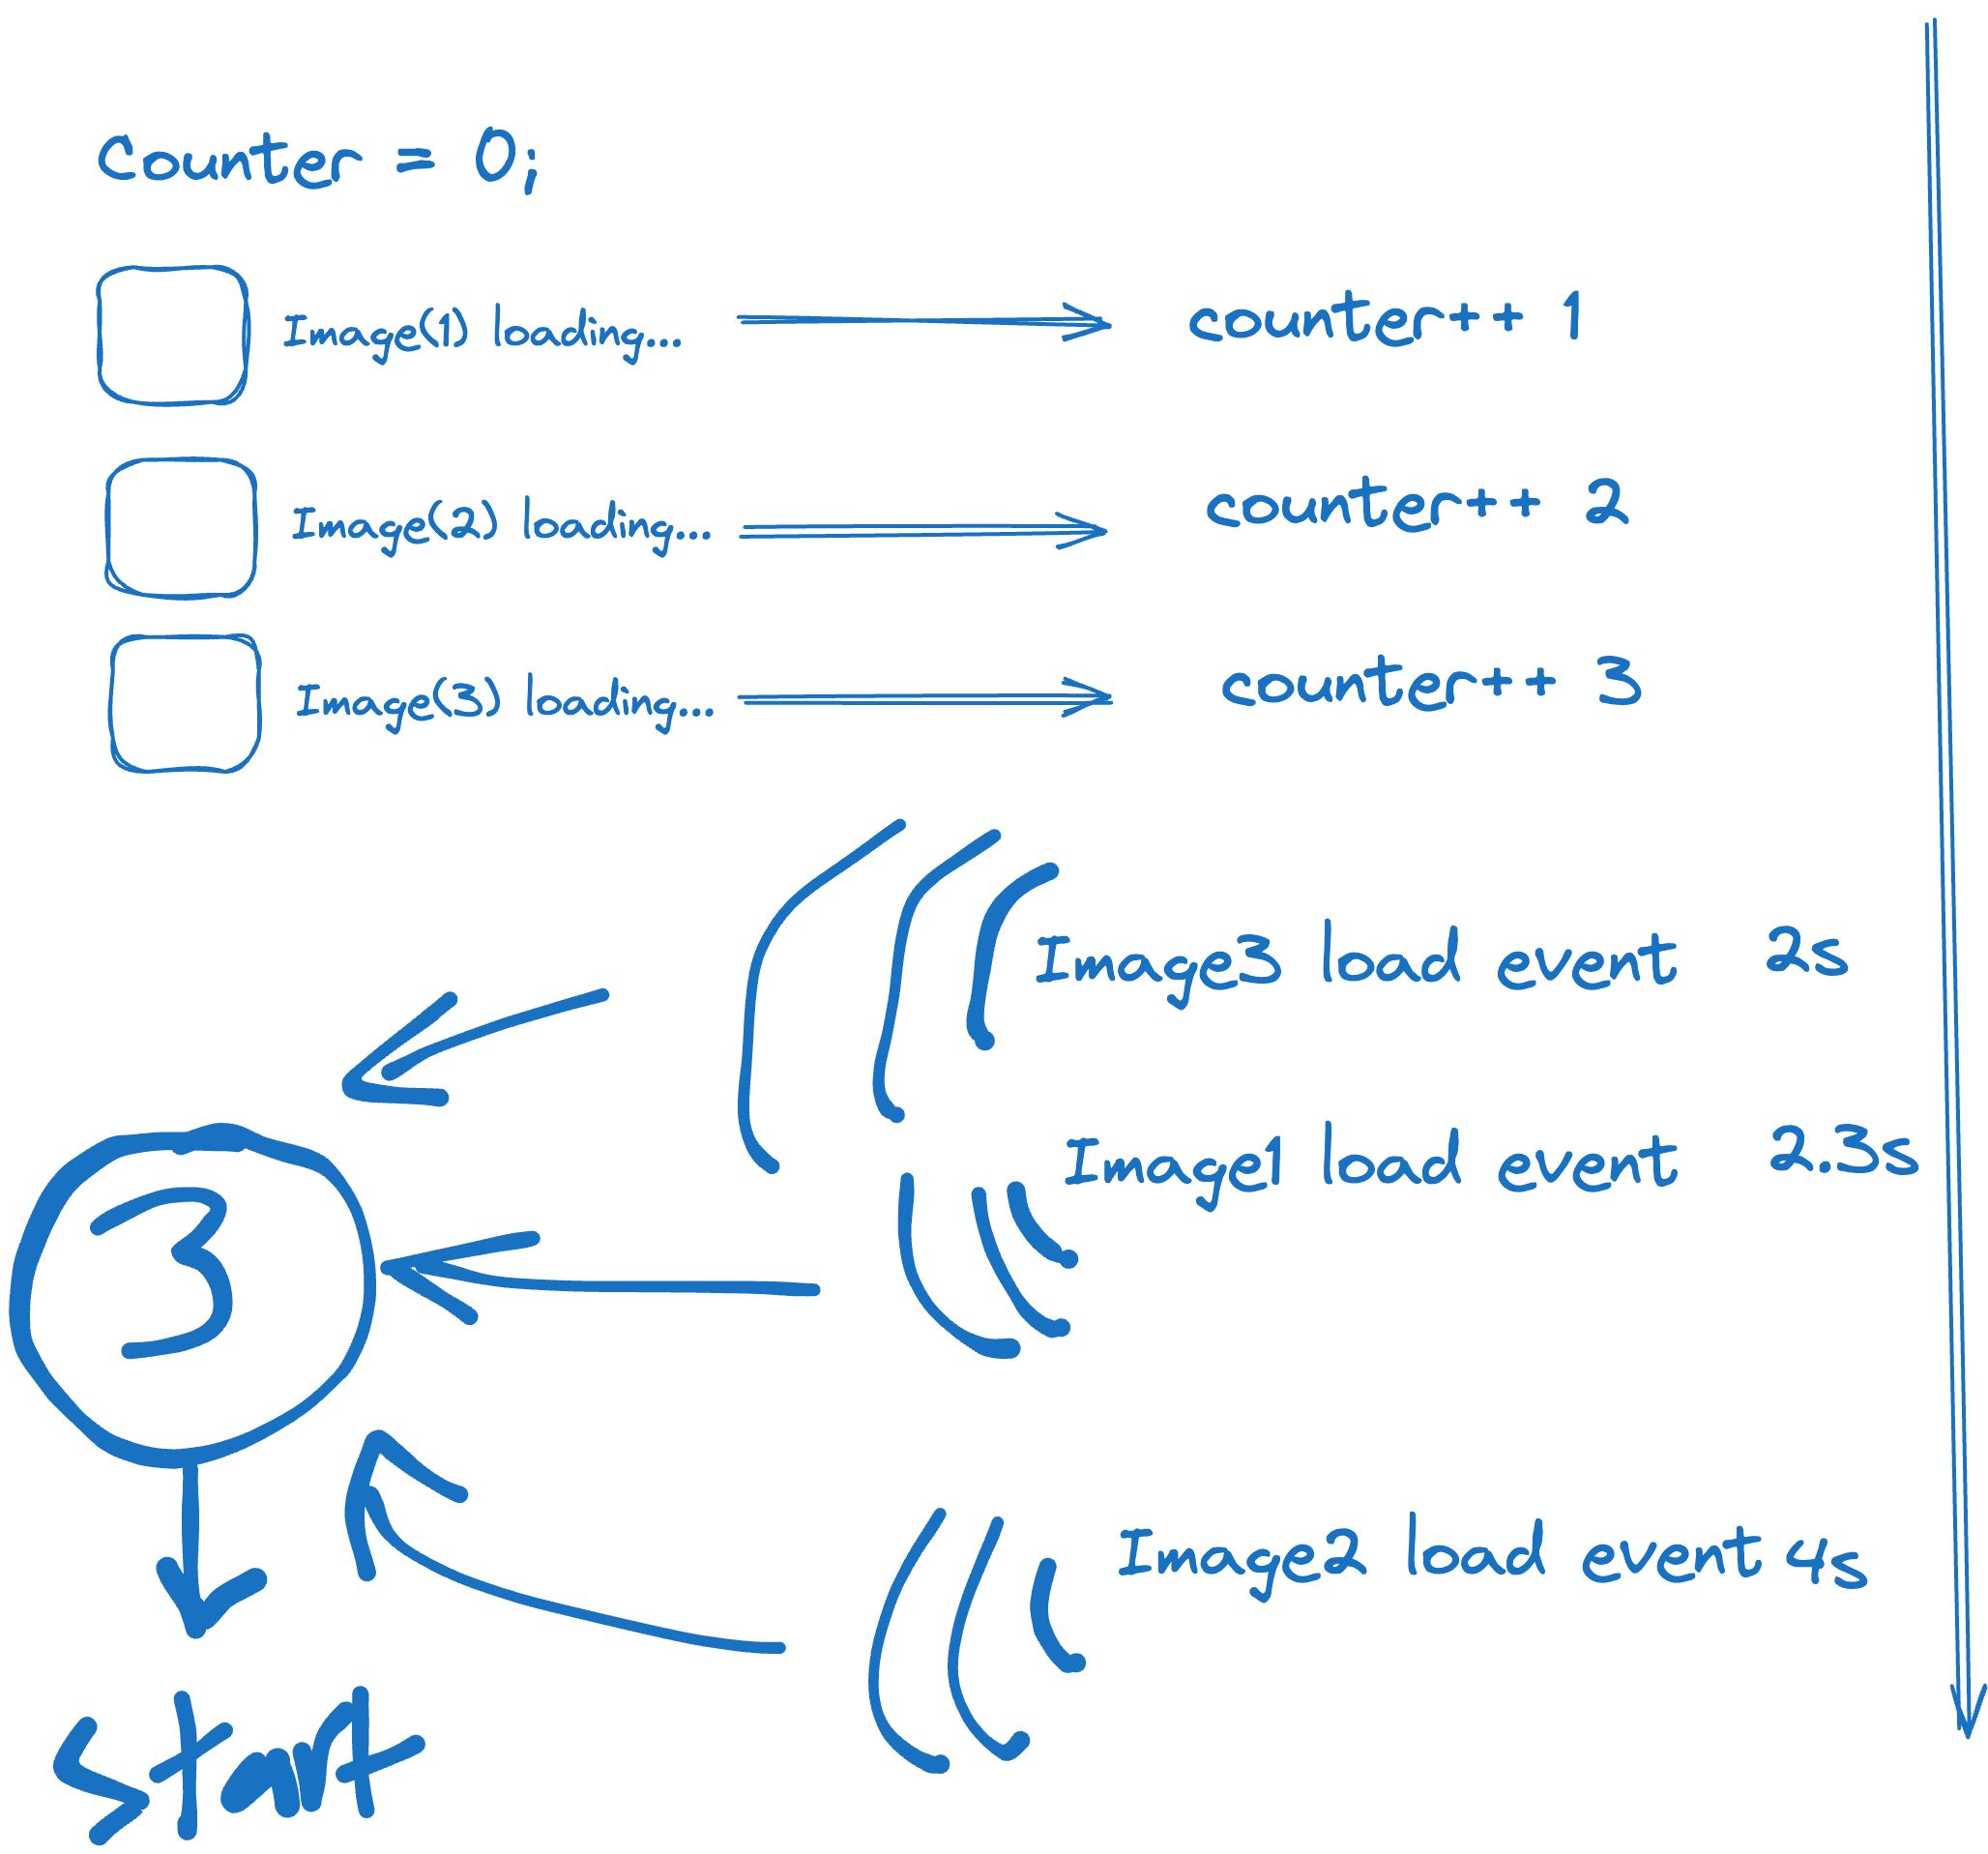 Counter = 0;
Image(1) loading...
counter++ 1
Image(2) loading...
counter++ 2
Image(3) loading...
counter++ 3
Image3 load event 2s
Image1 load event 2.3s
3
Image2 load event 4s
Start